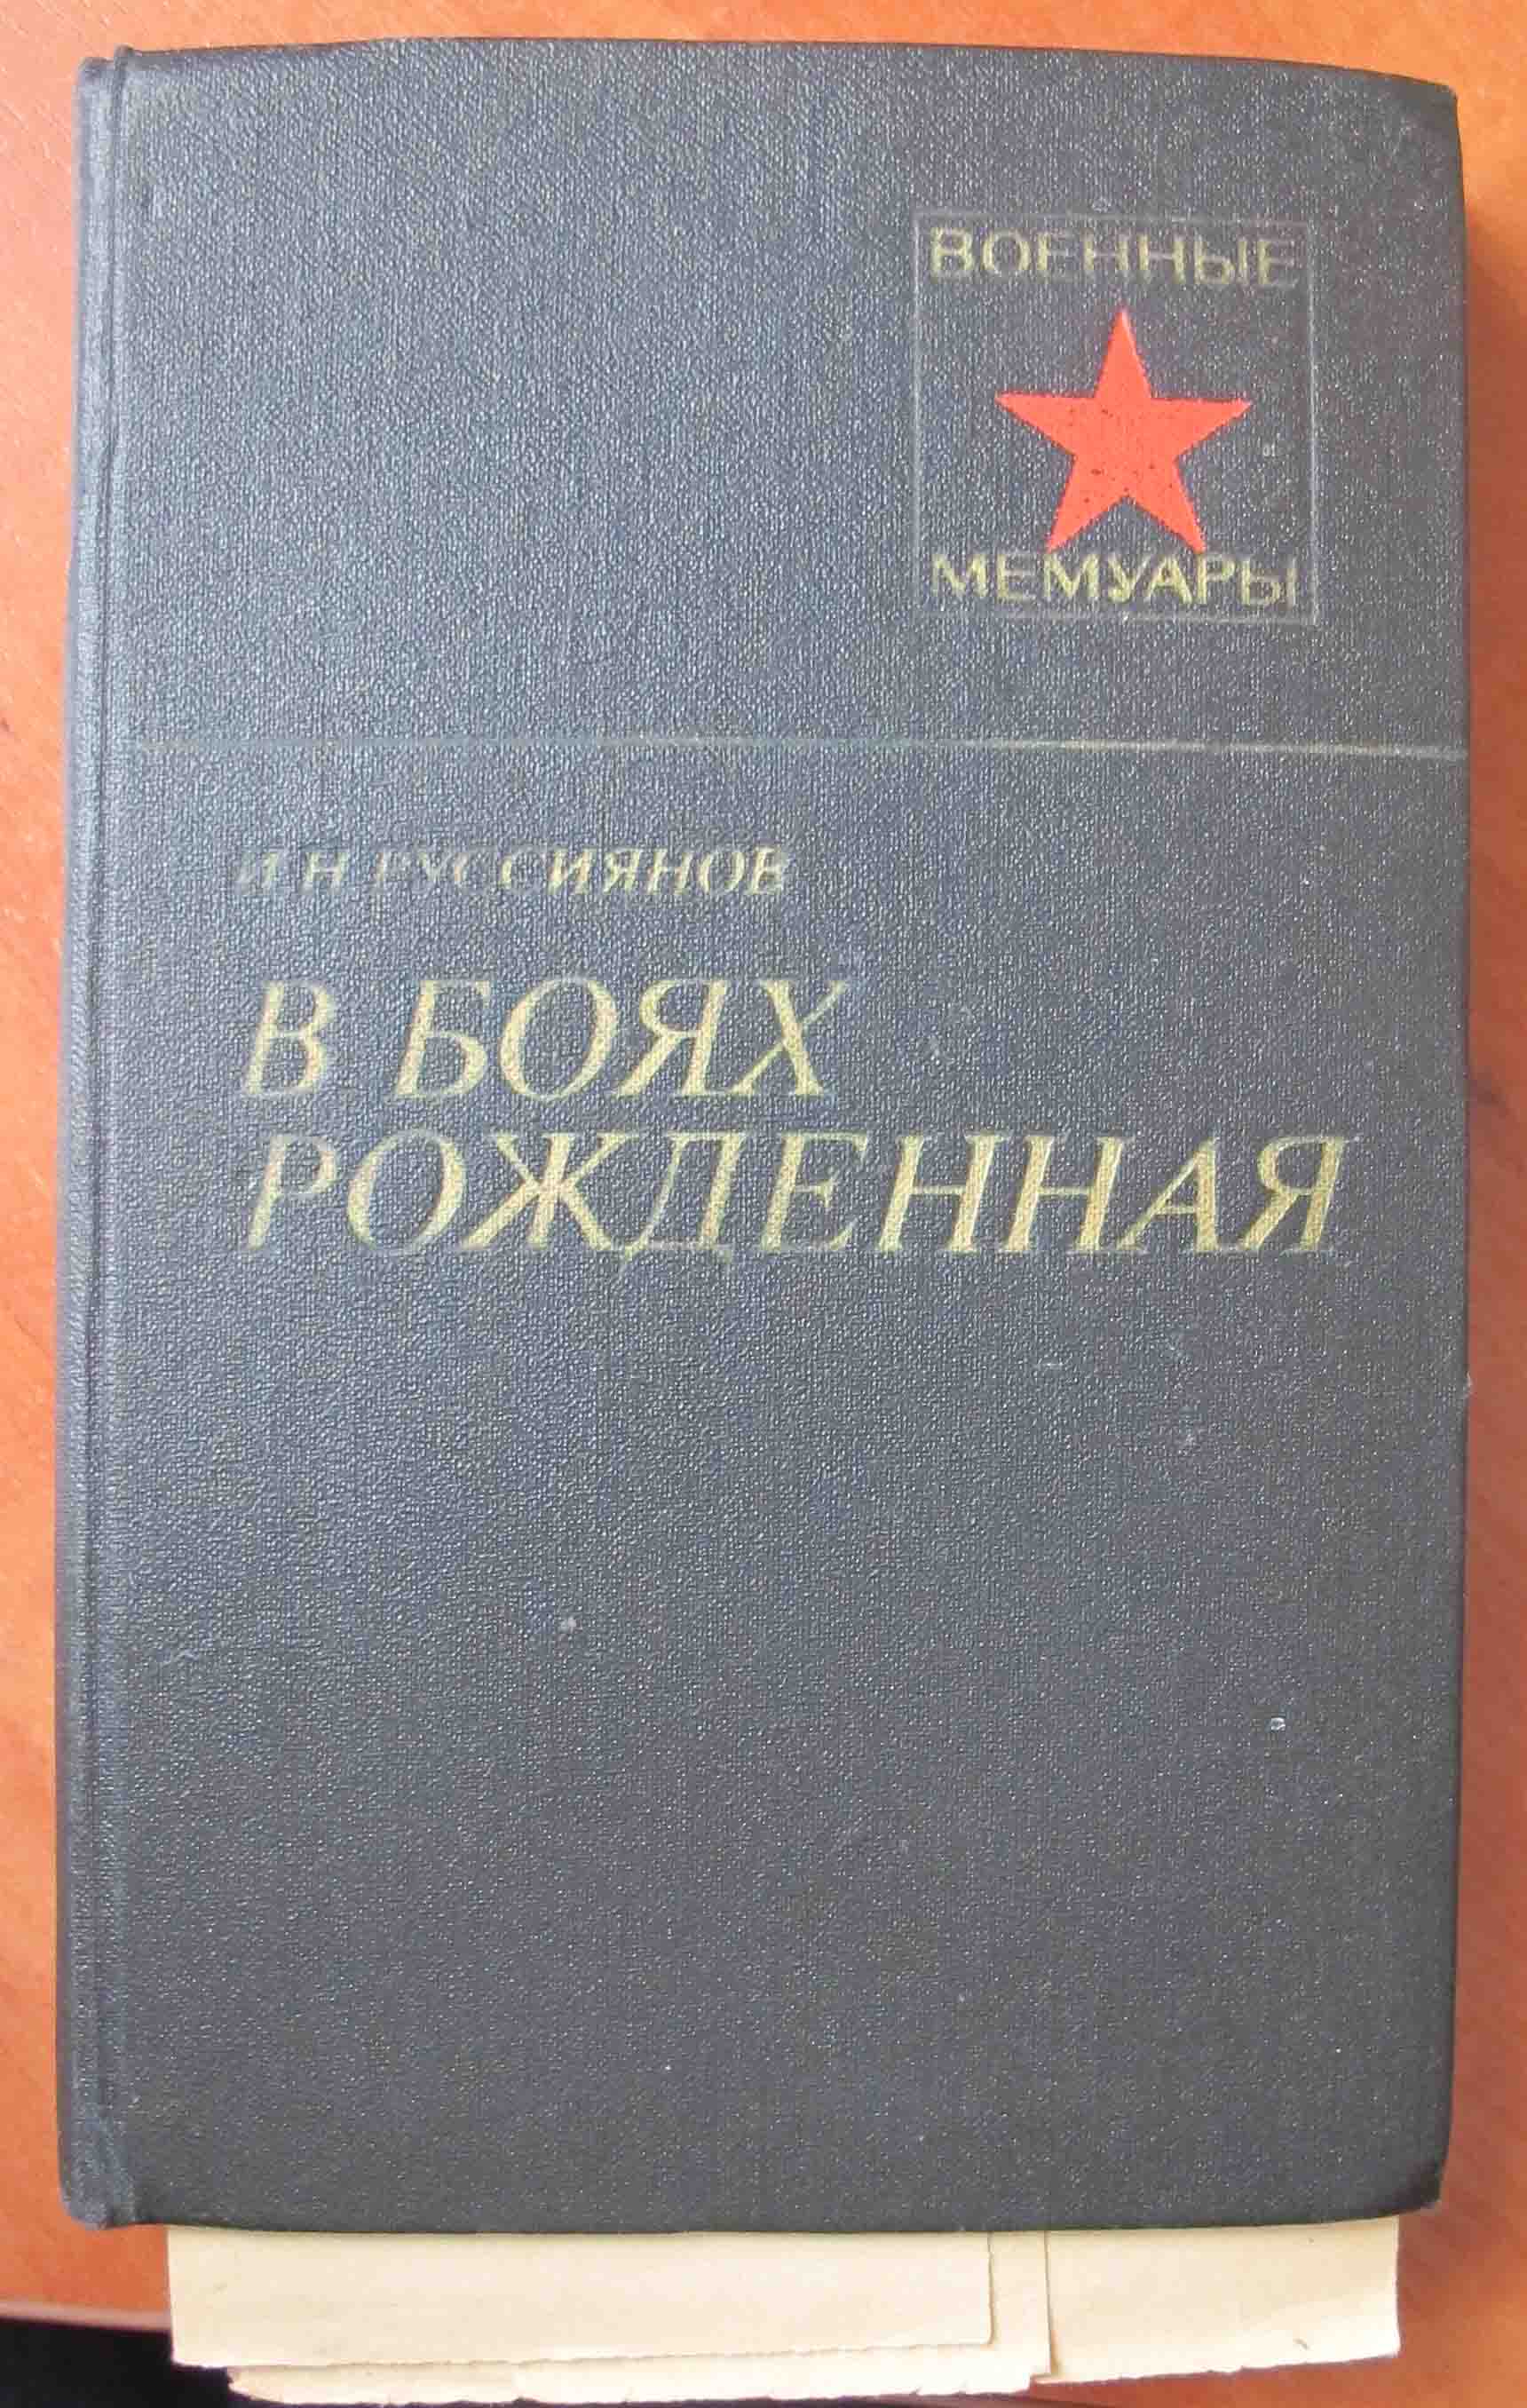 ВОЕННЫЕ
МЕМУАРЫ
И. Н. РУССИЯНОВ
В БОЯХ
РОЖДЕННАЯ